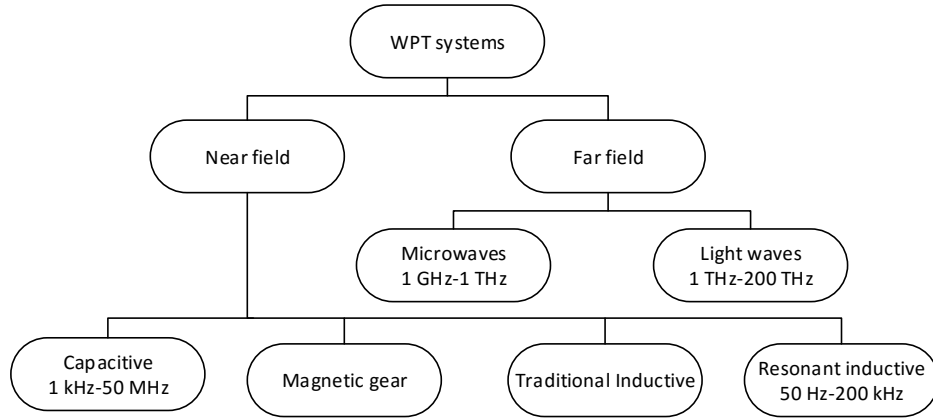 WPT systems
Near field
Far field
Microwaves
1 GHz-1 THz
Light waves
1 THz-200 THz
Capacitive
1 kHz-50 MHz
Magnetic gear
Traditional Inductive
Resonant inductive
50 Hz-200 kHz